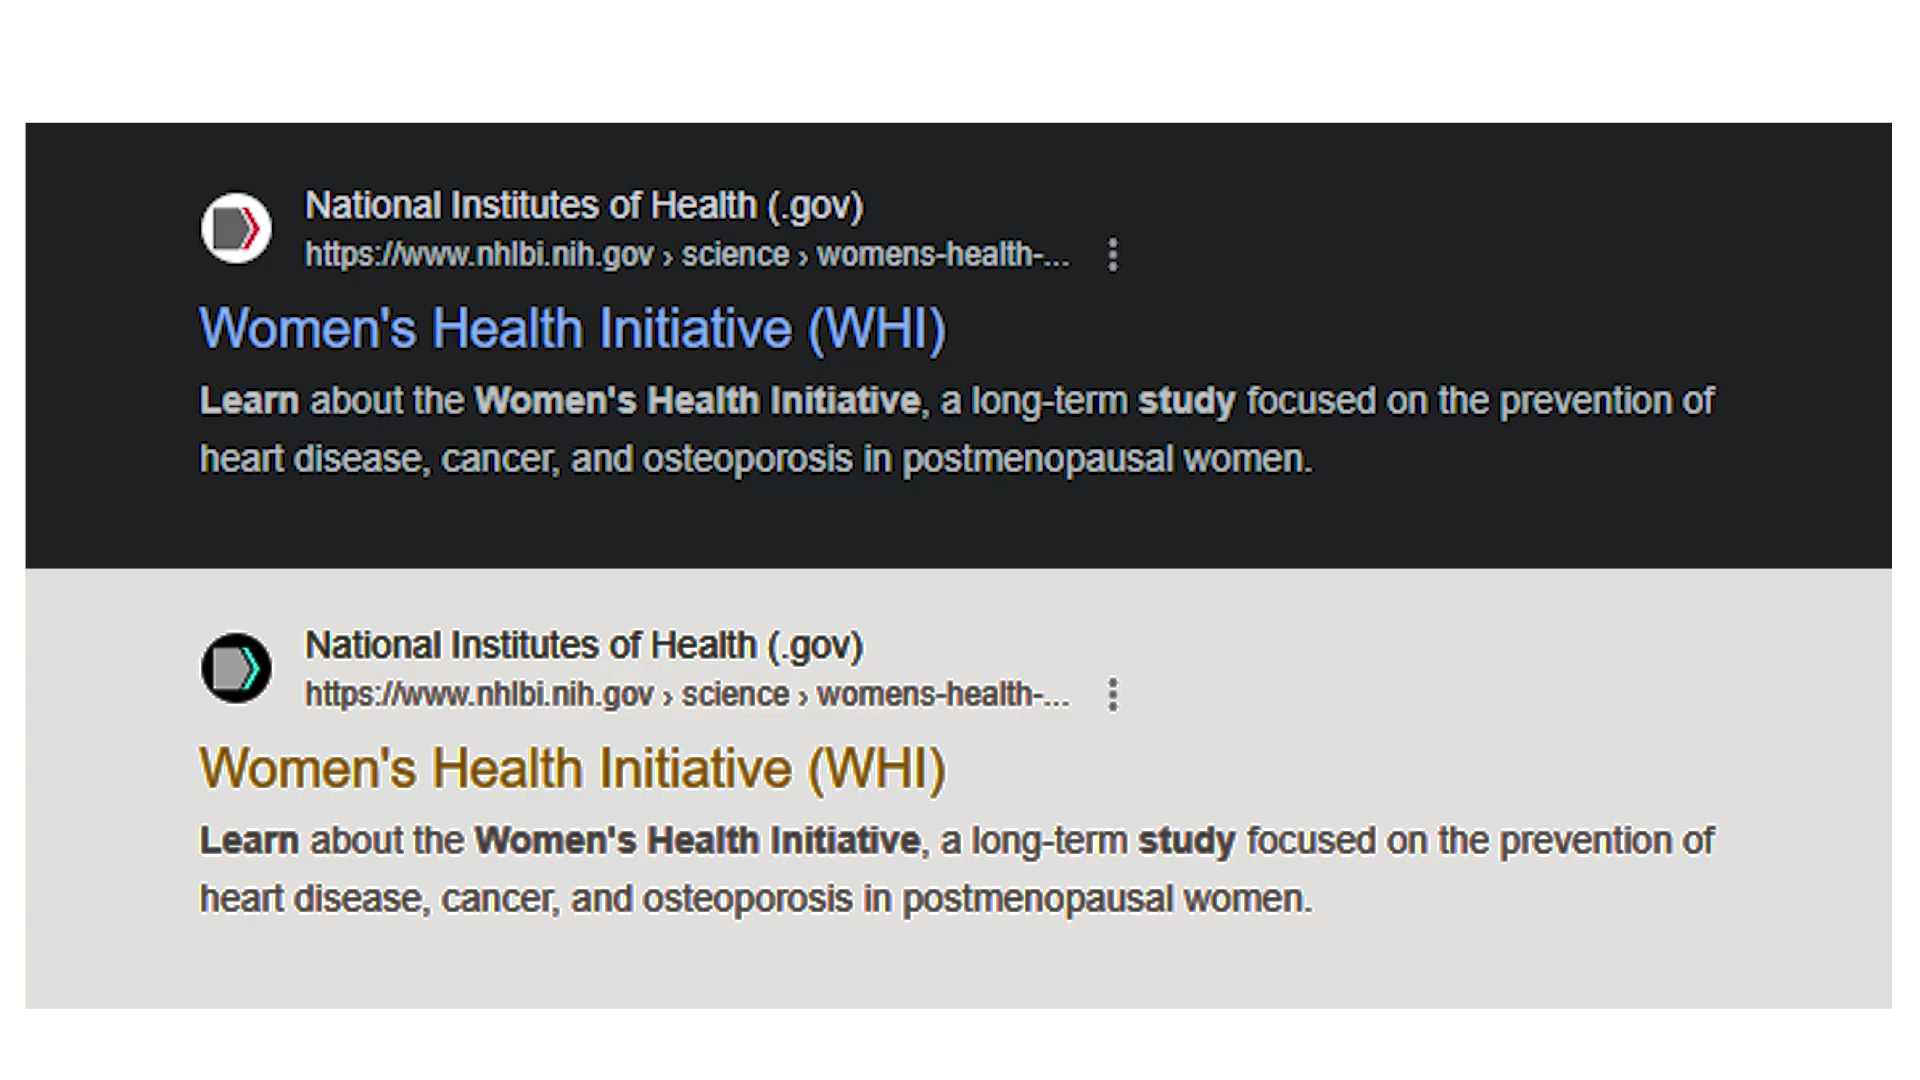 National Institutes of Health (.gov)
https://www.nhlbi.nih.gov › science › womens-health-...
Women's Health Initiative (WHI)
Learn about the Women's Health Initiative, a long-term study focused on the prevention of
heart disease, cancer, and osteoporosis in postmenopausal women.
National Institutes of Health (.gov)
https://www.nhlbi.nih.gov › science › womens-health-...
Women's Health Initiative (WHI)
Learn about the Women's Health Initiative, a long-term study focused on the prevention of
heart disease, cancer, and osteoporosis in postmenopausal women.